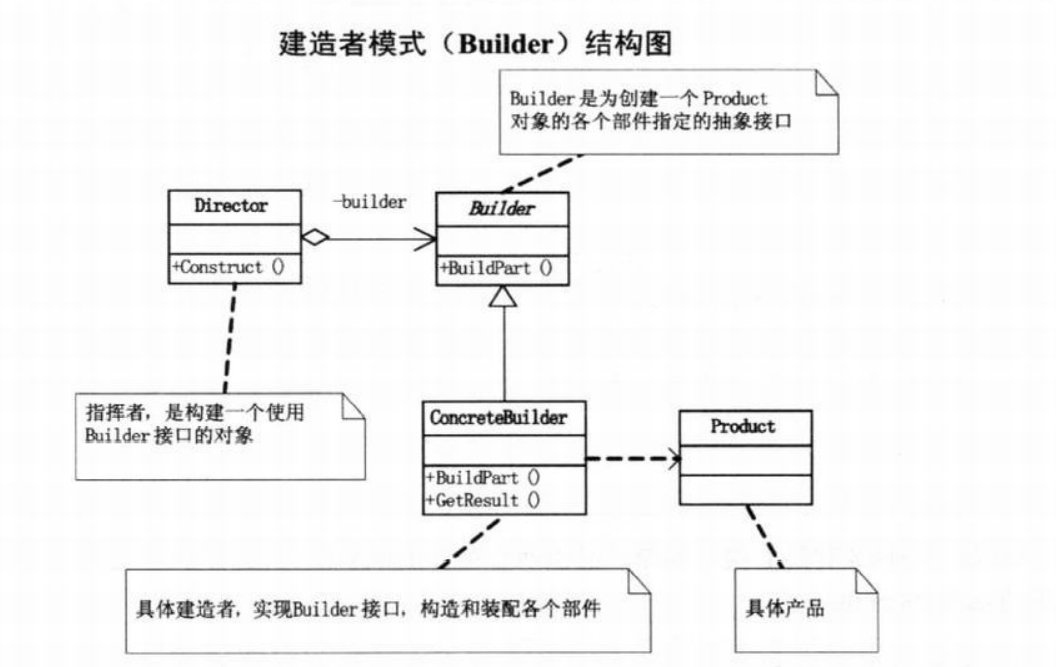 建造者模式（Builder）结构图
Builder是为创建一个Product
对象的各个部件指定的抽象接口
Director
-builder
Builder
+Construct()
+BuildPart()
指挥者，是构建一个使用
Builder接口的对象
ConcreteBuilder
Product
+BuildPart()
+GetResult()
具体建造者，实现Builder接口，构造和装配各个部件
具体产品